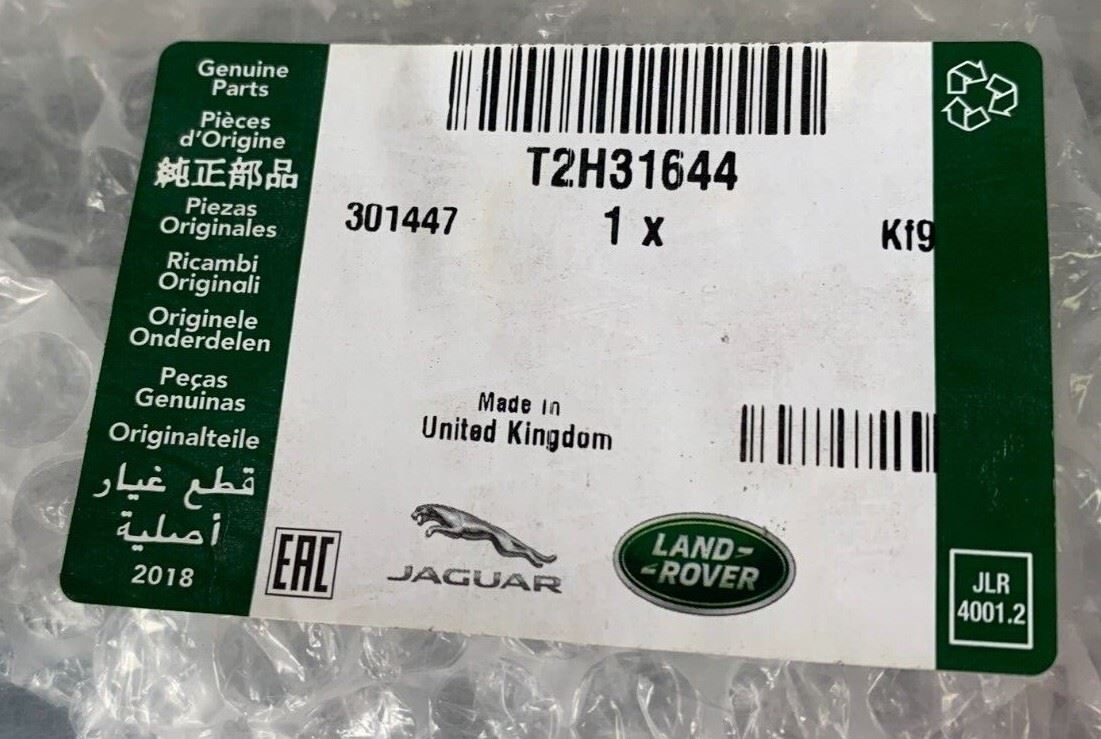 Genuine
Parts
Pièces
d'Origine
純正部品
Piezas
Originales
Ricambi
Originali
Originele
Onderdelen
Peças
Genuinas
Originalteile
قطع غيار
أصلية
2018
T2H31644
301447
1 x
Kf9
Made in
United Kingdom
EAC
JAGUAR
LAND-
-ROVER
JLR
4001.2